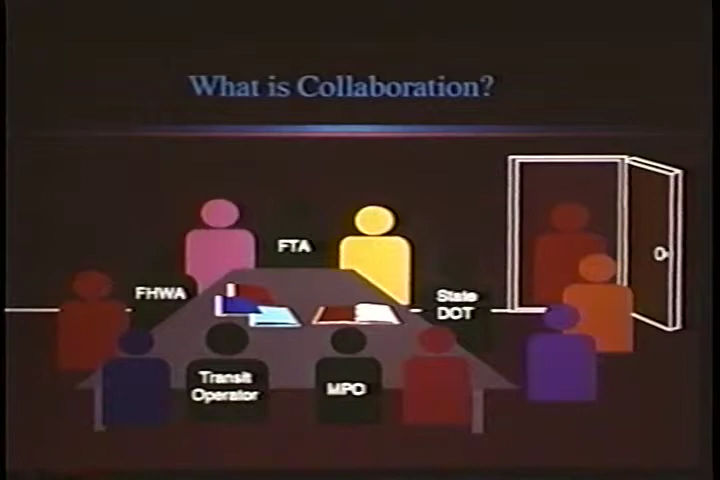 What is Collaboration?
FTA
FHWA
State
DOT
Transit
Operator
MPO